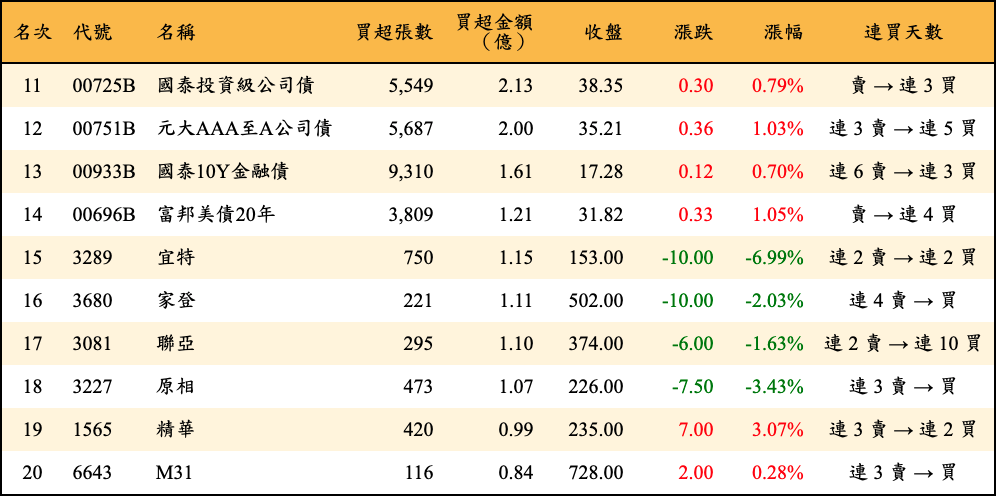 名次 代號 名稱 買超張數 買超金額（億） 收盤 漲跌 漲幅 連買天數
11 00725B 國泰投資級公司債 5,549 2.13 38.35 0.30 0.79% 賣 → 連 3 買
12 00751B 元大AAA至A公司債 5,687 2.00 35.21 0.36 1.03% 連 3 賣 → 連 5 買
13 00933B 國泰10Y金融債 9,310 1.61 17.28 0.12 0.70% 連 6 賣 → 連 3 買
14 00696B 富邦美債20年 3,809 1.21 31.82 0.33 1.05% 賣 → 連 4 買
15 3289 宜特 750 1.15 153.00 -10.00 -6.99% 連 2 賣 → 連 2 買
16 3680 家登 221 1.11 502.00 -10.00 -2.03% 連 4 賣 → 買
17 3081 聯亞 295 1.10 374.00 -6.00 -1.63% 連 2 賣 → 連 10 買
18 3227 原相 473 1.07 226.00 -7.50 -3.43% 連 3 賣 → 買
19 1565 精華 420 0.99 235.00 7.00 3.07% 連 3 賣 → 連 2 買
20 6643 M31 116 0.84 728.00 2.00 0.28% 連 3 賣 → 買